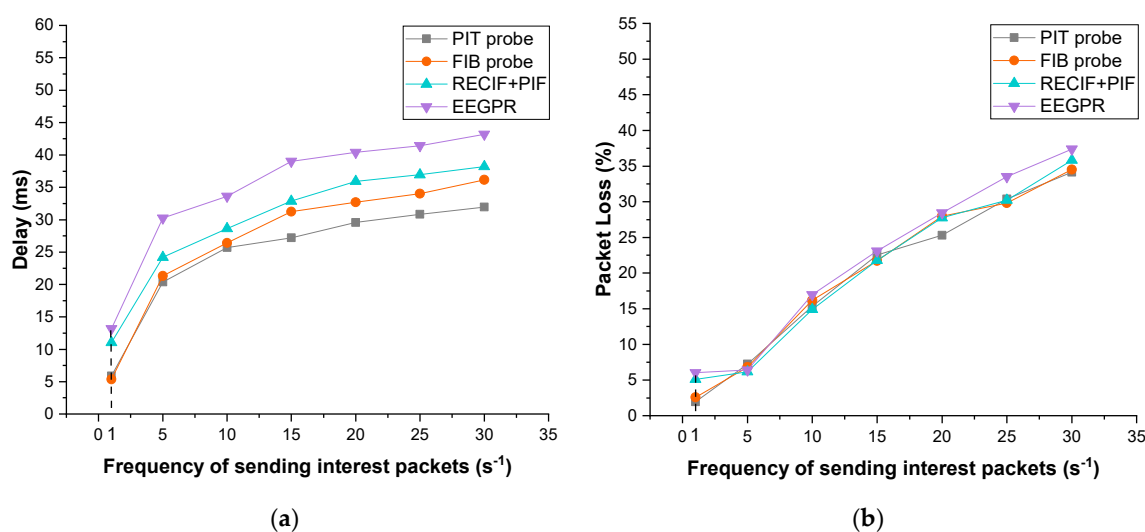 60
55
50
45
40
35
30
25
20
15
10
5
0
Delay (ms)
PIT probe
FIB probe
RECIF+PIF
EEGPR
0 1 5 10 15 20 25 30 35
Frequency of sending interest packets (s⁻¹)
(a)
55
50
45
40
35
30
25
20
15
10
5
0
Packet Loss (%)
PIT probe
FIB probe
RECIF+PIF
EEGPR
0 1 5 10 15 20 25 30 35
Frequency of sending interest packets (s⁻¹)
(b)